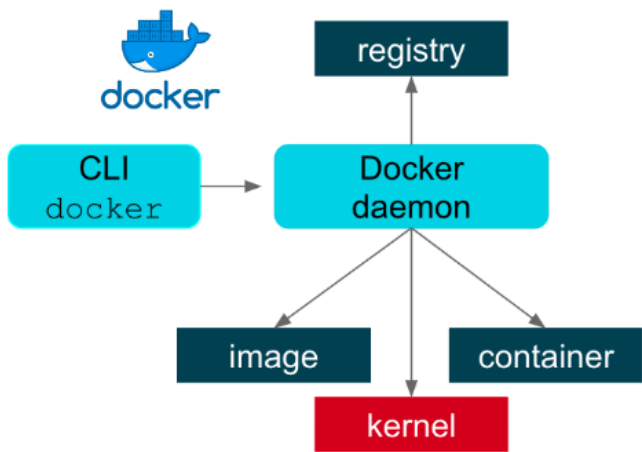 docker
registry
CLI
docker
Docker
daemon
image
container
kernel